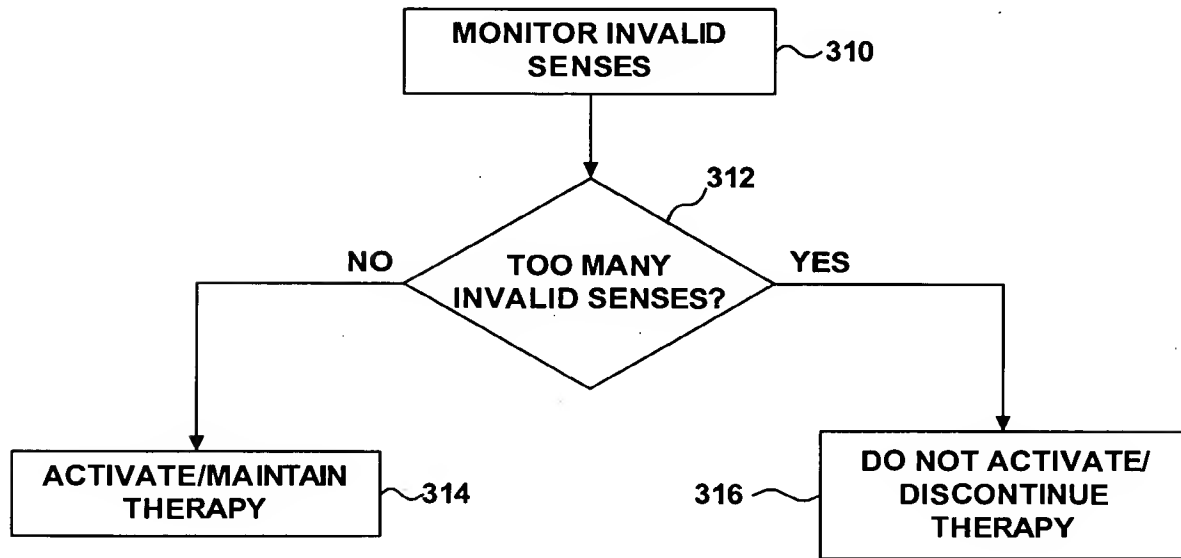 MONITOR INVALID
SENSES
310
312
NO
TOO MANY
INVALID SENSES?
YES
ACTIVATE/MAINTAIN
THERAPY
314
316
DO NOT ACTIVATE/
DISCONTINUE
THERAPY